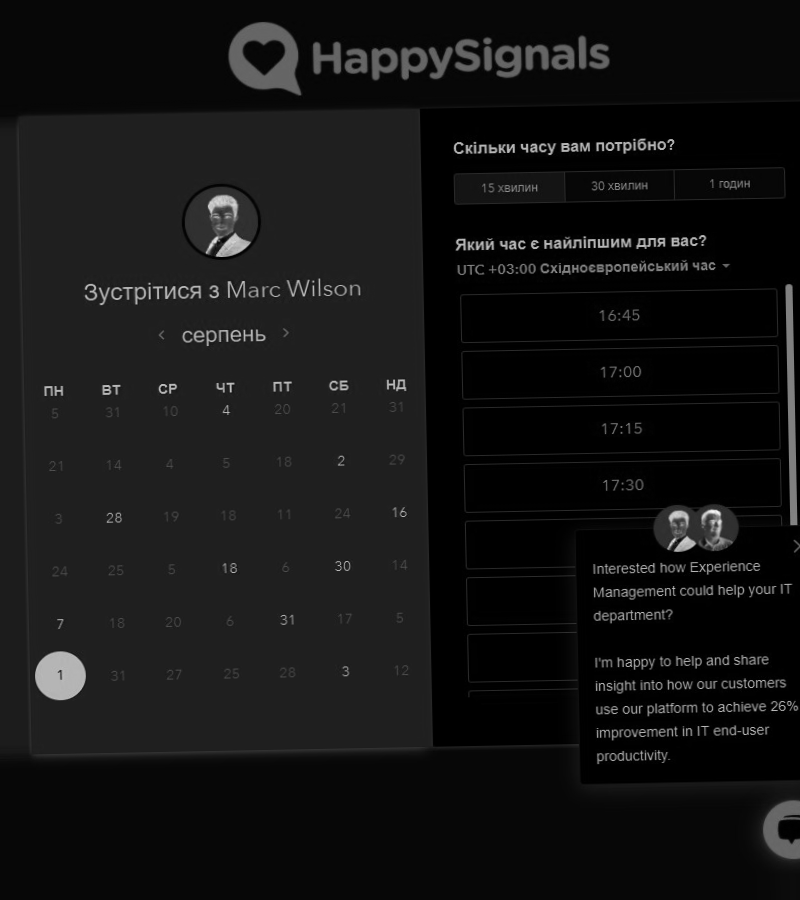 HappySignals
Зустрітися з Marc Wilson
серпень
ПН ВТ СР ЧТ ПТ СБ НД
5 31 10 4 20 21 31
21 14 4 5 18 2 29
3 28 19 18 11 24 16
24 25 5 18 6 30 14
7 18 20 6 31 17 5
1 31 27 25 28 3 12
Скільки часу вам потрібно?
15 хвилин 30 хвилин 1 годин
Який час є найліпшим для вас?
UTC +03:00 Східноєвропейський час
16:45
17:00
17:15
17:30
Interested how Experience
Management could help your IT
department?
I'm happy to help and share
insight into how our customers
use our platform to achieve 26%
improvement in IT end-user
productivity.